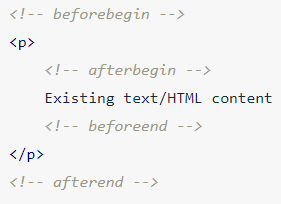 <!-- beforebegin -->
<p>
    <!-- afterbegin -->
    Existing text/HTML content
    <!-- beforeend -->
</p>
<!-- afterend -->